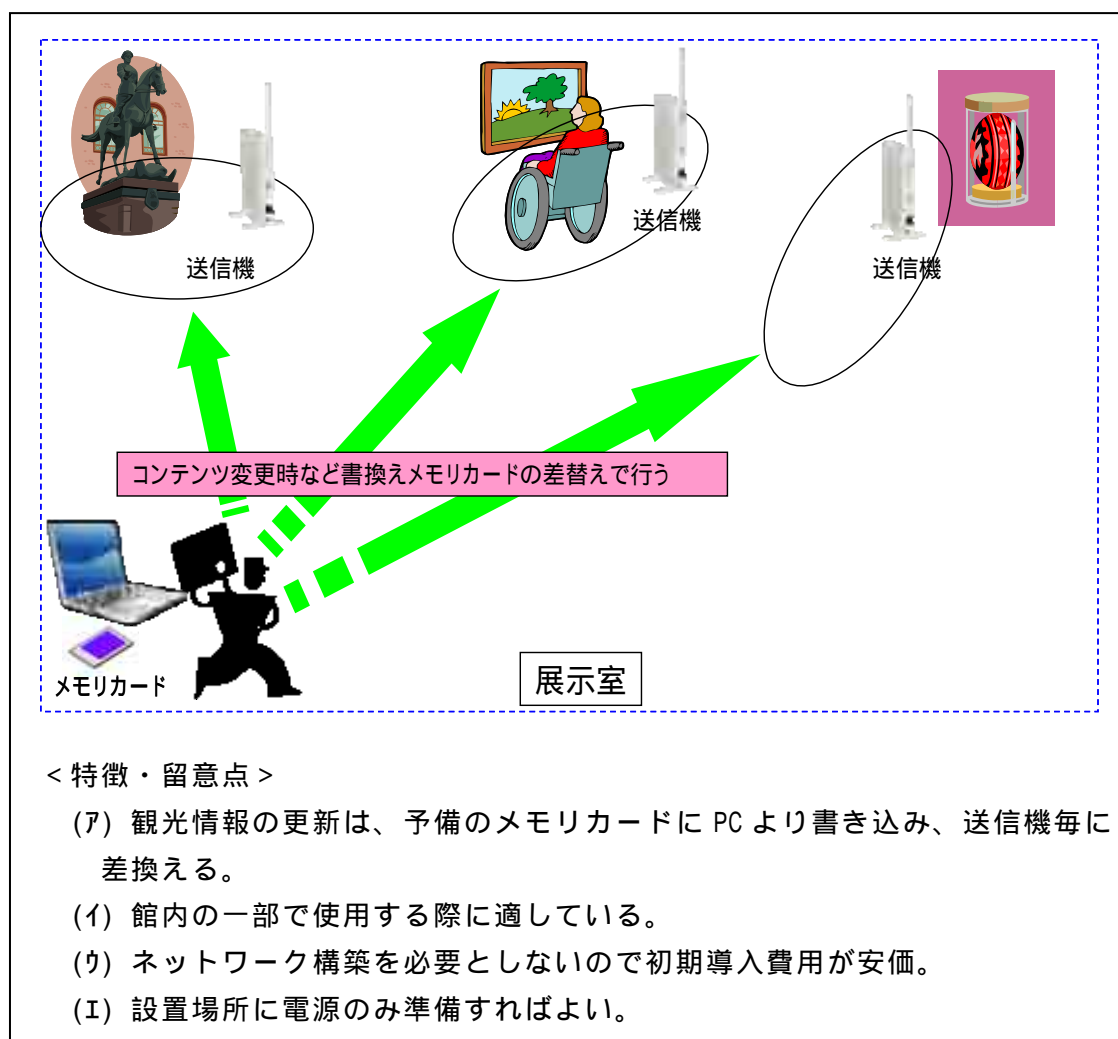 送信機
送信機
送信機
コンテンツ変更時など書換えメモリカードの差替えで行う
メモリカード
展示室
＜特徴・留意点＞
(ｱ) 観光情報の更新は、予備のメモリカードに PC より書き込み、送信機毎に
差換える。
(ｲ) 館内の一部で使用する際に適している。
(ｳ) ネットワーク構築を必要としないので初期導入費用が安価。
(ｴ) 設置場所に電源のみ準備すればよい。